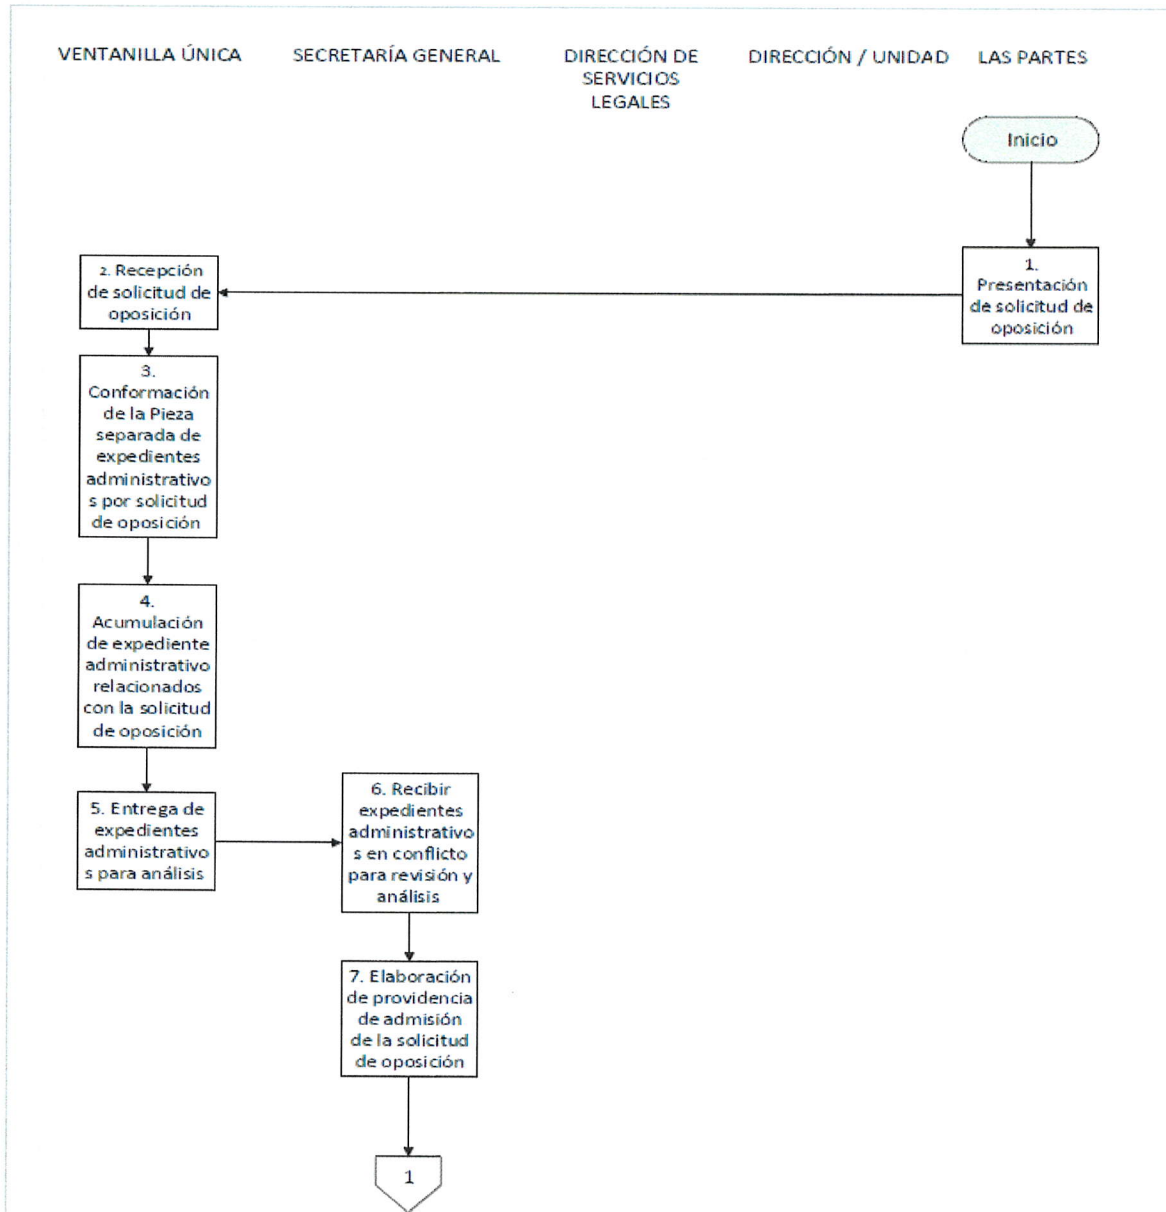 VENTANILLA ÚNICA
SECRETARÍA GENERAL
DIRECCIÓN DE
SERVICIOS
LEGALES
DIRECCIÓN / UNIDAD
LAS PARTES
Inicio
1.
Presentación
de solicitud de
oposición
2. Recepción
de solicitud de
oposición
3.
Conformación
de la Pieza
separada de
expedientes
administrativo
s por solicitud
de oposición
4.
Acumulación
de expediente
administrativo
relacionados
con la solicitud
de oposición
5. Entrega de
expedientes
administrativo
s para análisis
6. Recibir
expedientes
administrativo
s en conflicto
para revisión y
análisis
7. Elaboración
de providencia
de admisión
de la solicitud
de oposición
1